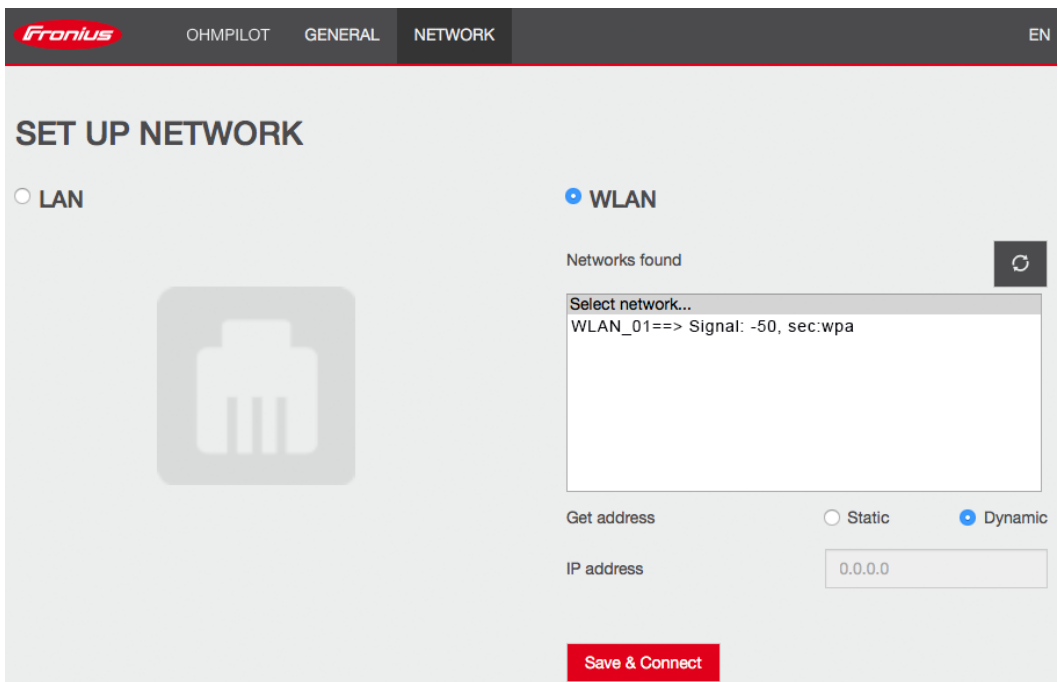 Fronius OHMPILOT GENERAL NETWORK EN
SET UP NETWORK
LAN
WLAN
Networks found
Select network...
WLAN_01==> Signal: -50, sec:wpa
Get address Static Dynamic
IP address 0.0.0.0
Save & Connect